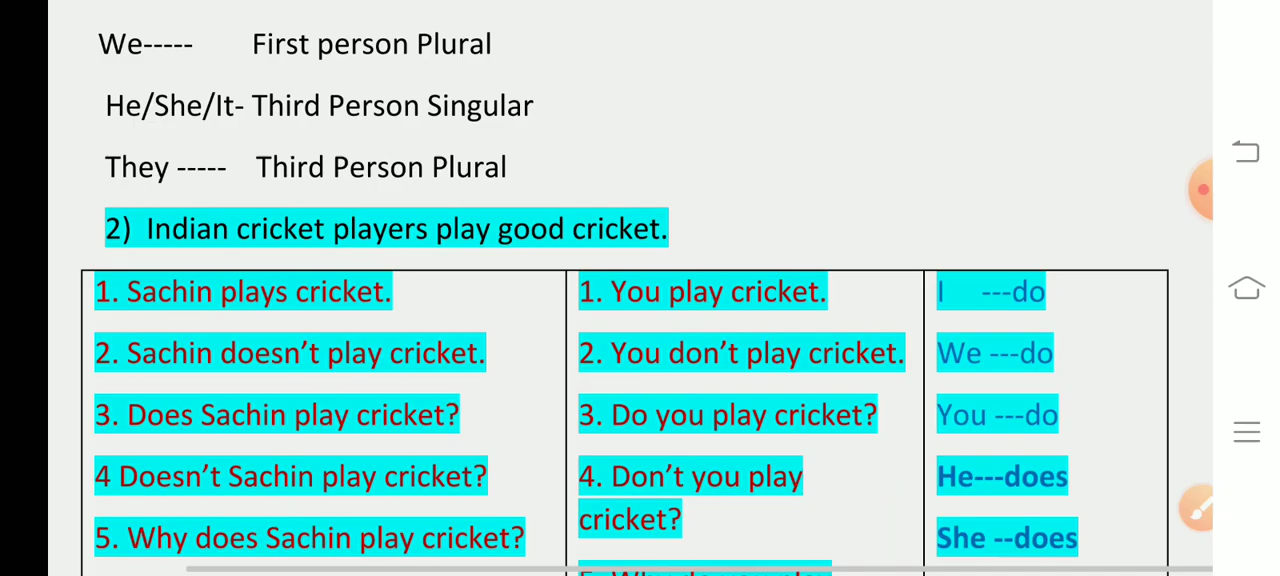 We----- First person Plural
He/She/It- Third Person Singular
They ----- Third Person Plural
2) Indian cricket players play good cricket.
1. Sachin plays cricket.
2. Sachin doesn’t play cricket.
3. Does Sachin play cricket?
4 Doesn’t Sachin play cricket?
5. Why does Sachin play cricket?
1. You play cricket.
2. You don’t play cricket.
3. Do you play cricket?
4. Don’t you play
cricket?
I ---do
We ---do
You ---do
He---does
She --does